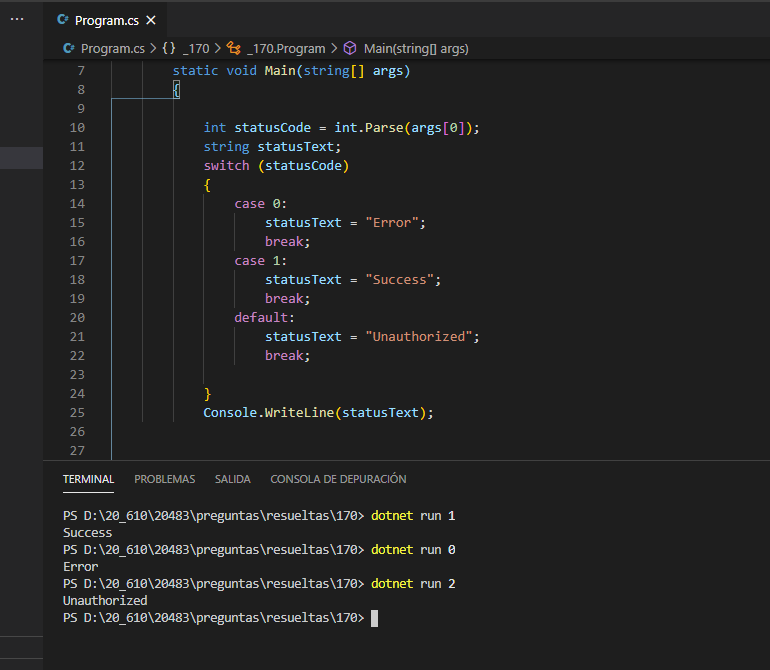 ...
C# Program.cs ×
C# Program.cs > {} _170 > _170.Program > Main(string[] args)
7 static void Main(string[] args)
8 {
9
10 int statusCode = int.Parse(args[0]);
11 string statusText;
12 switch (statusCode)
13 {
14 case 0:
15 statusText = "Error";
16 break;
17 case 1:
18 statusText = "Success";
19 break;
20 default:
21 statusText = "Unauthorized";
22 break;
23
24 }
25 Console.WriteLine(statusText);
26
27
TERMINAL PROBLEMAS SALIDA CONSOLA DE DEPURACIÓN
PS D:\20_610\20483\preguntas\resueltas\170> dotnet run 1
Success
PS D:\20_610\20483\preguntas\resueltas\170> dotnet run 0
Error
PS D:\20_610\20483\preguntas\resueltas\170> dotnet run 2
Unauthorized
PS D:\20_610\20483\preguntas\resueltas\170>